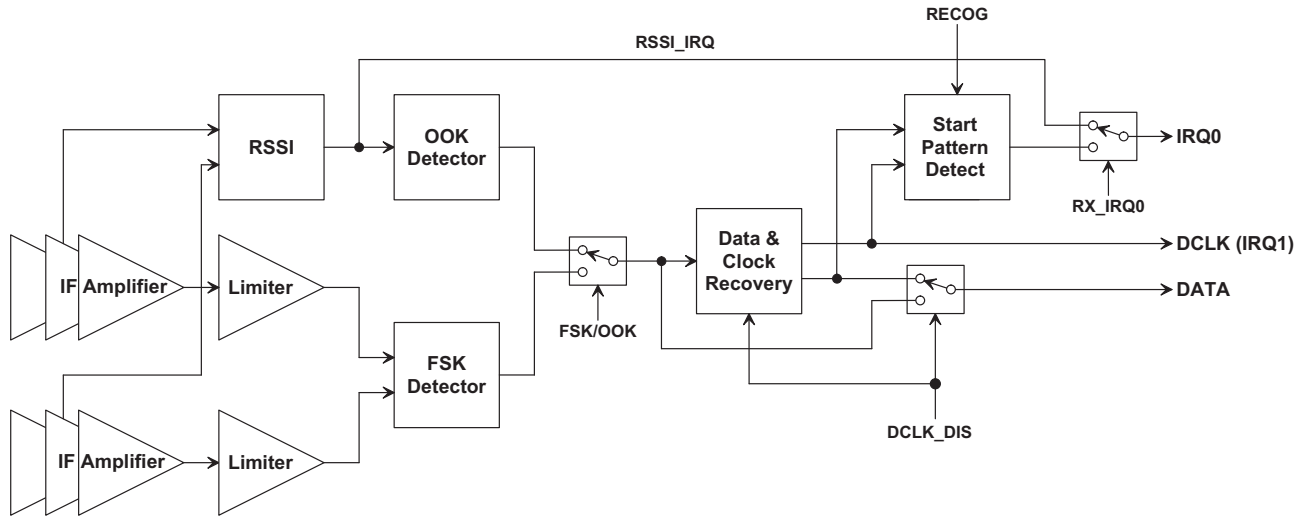 RECOG
RSSI_IRQ
RSSI
OOK
Detector
Start
Pattern
Detect
IRQ0
RX_IRQ0
IF Amplifier
Limiter
FSK/OOK
Data &
Clock
Recovery
DCLK (IRQ1)
DATA
FSK
Detector
DCLK_DIS
IF Amplifier
Limiter